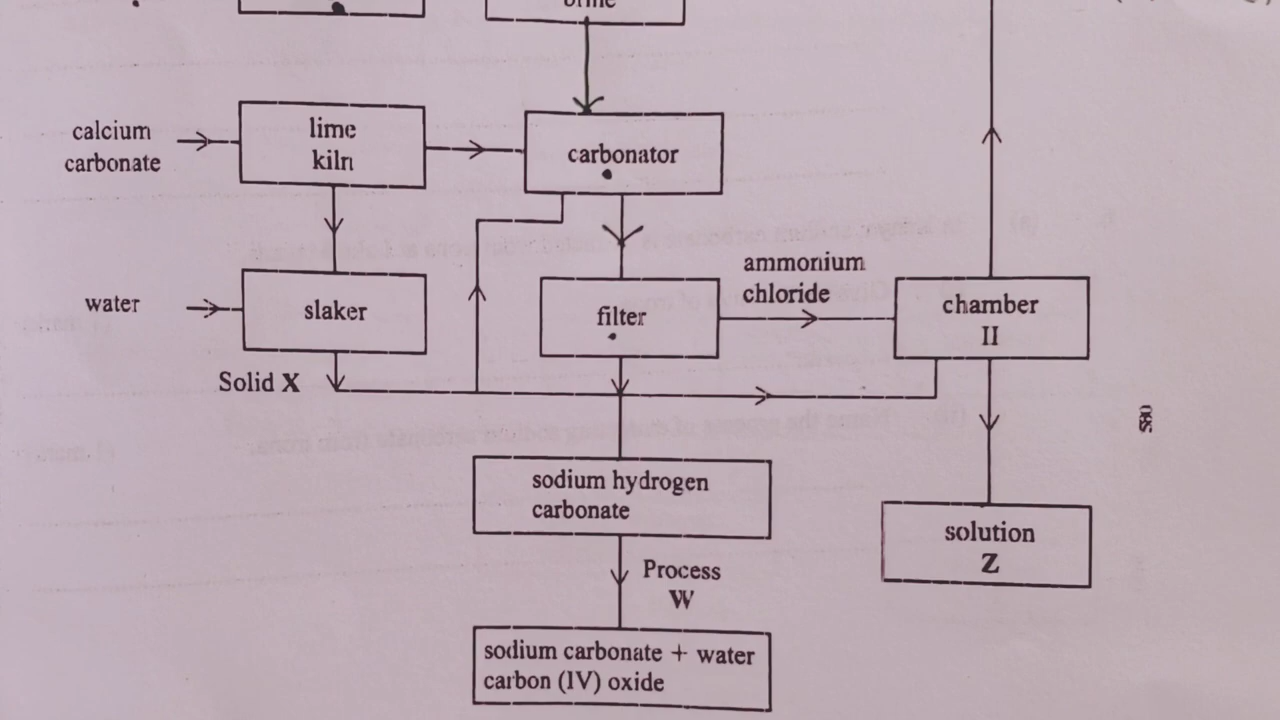 calcium
carbonate
lime
kiln
carbonator
water
slaker
filter
ammonium
chloride
chamber
II
Solid X
sodium hydrogen
carbonate
solution
Z
Process
W
sodium carbonate + water
carbon (IV) oxide